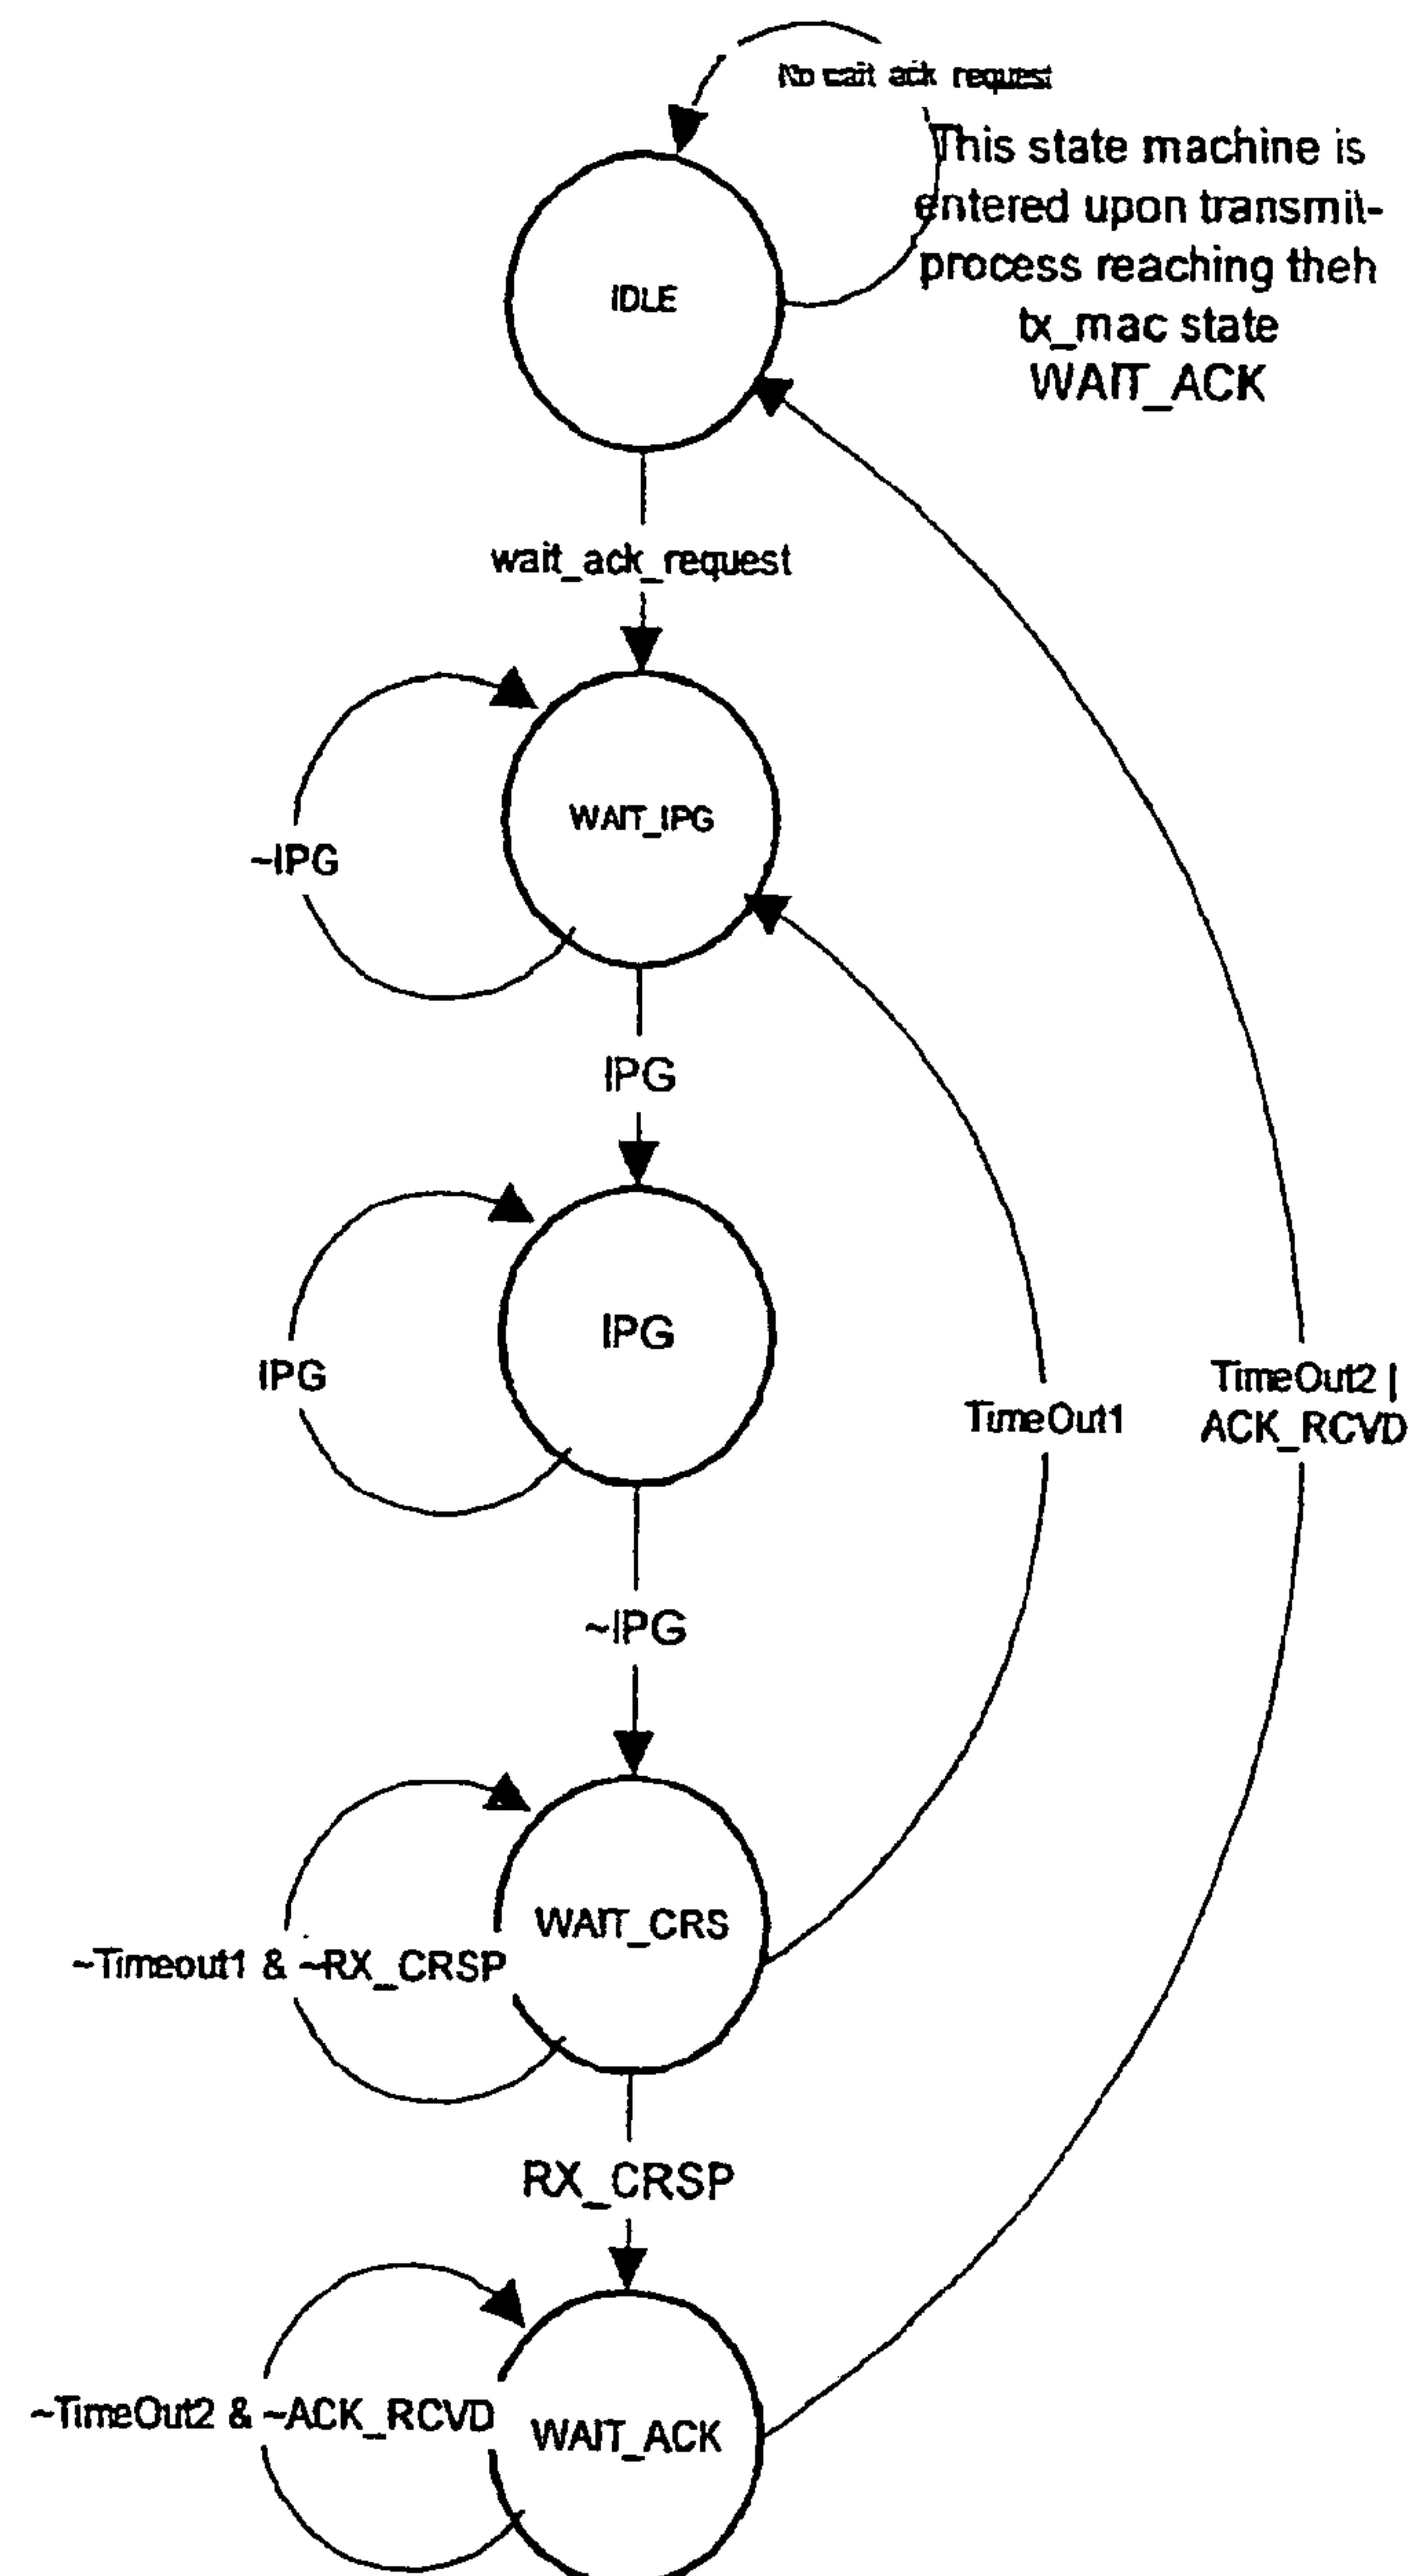 No wait ack request
This state machine is
entered upon transmit-
process reaching theh
tx_mac state
WAIT_ACK
IDLE
wait_ack_request
WAIT_IPG
~IPG
IPG
IPG
IPG
TimeOut1
TimeOut2 |
ACK_RCVD
~IPG
WAIT_CRS
~Timeout1 & ~RX_CRSP
RX_CRSP
~TimeOut2 & ~ACK_RCVD
WAIT_ACK